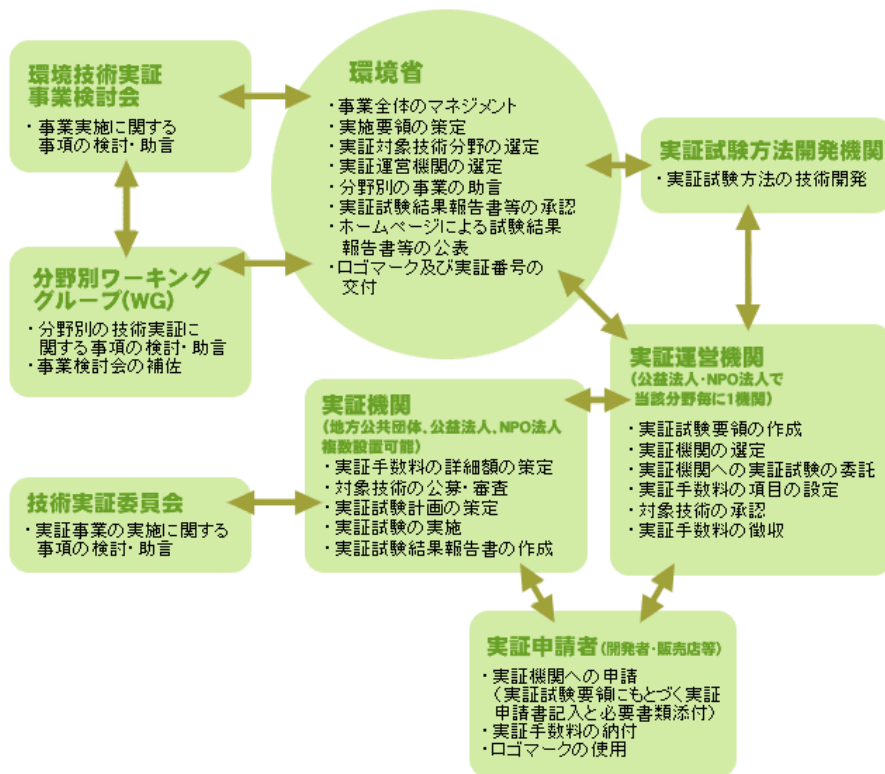 環境技術実証
事業検討会
・事業実施に関する
事項の検討・助言
環境省
・事業全体のマネジメント
・実施要領の策定
・実証対象技術分野の選定
・実証運営機関の選定
・分野別の事業の助言
・実証試験結果報告書等の承認
・ホームページによる試験結果
報告書等の公表
・ロゴマーク及び実証番号の
交付
実証試験方法開発機関
・実証試験方法の技術開発
分野別ワーキング
グループ(WG)
・分野別の技術実証に
関する事項の検討・助言
・事業検討会の補佐
実証機関
(地方公共団体、公益法人、NPO法人
複数設置可能)
・実証手数料の詳細額の策定
・対象技術の公募・審査
・実証試験計画の策定
・実証試験の実施
・実証試験結果報告書の作成
実証運営機関
(公益法人・NPO法人で
当該分野毎に1機関)
・実証試験要領の作成
・実証機関の選定
・実証機関への実証試験の委託
・実証手数料の項目の設定
・対象技術の承認
・実証手数料の徴収
技術実証委員会
・実証事業の実施に関する
事項の検討・助言
実証申請者(開発者・販売店等)
・実証機関への申請
(実証試験要領にもとづく実証
申請書記入と必要書類添付)
・実証手数料の納付
・ロゴマークの使用